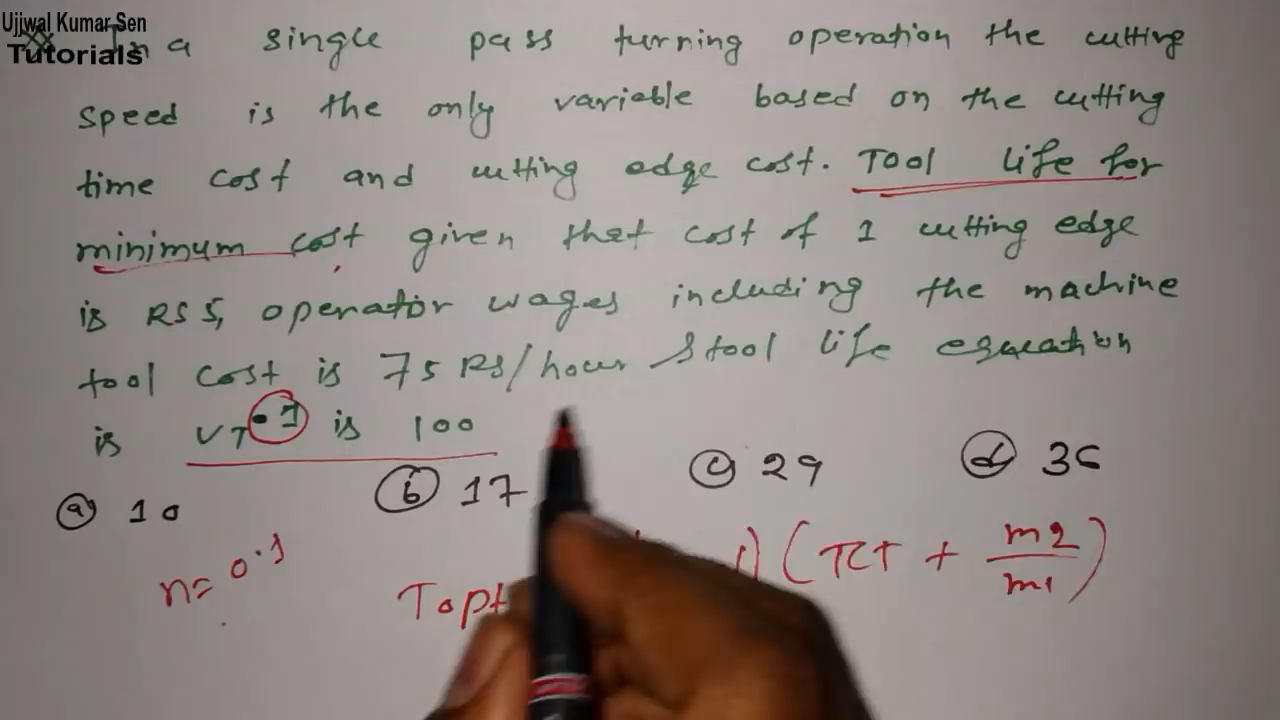 Ujjwal Kumar Sen
Tutorials
In a single pass turning operation the cutting
speed is the only variable based on the cutting
time cost and cutting edge cost. Tool life for
minimum cost given that cost of 1 cutting edge
is RS 5, operator wages including the machine
tool cost is 75 RS/hour & tool life equation
is VT^.1 is 100
(a) 10 (b) 17 (c) 29 (d) 36
n= 0.1 Topt 1) (TCT + m2/m1)